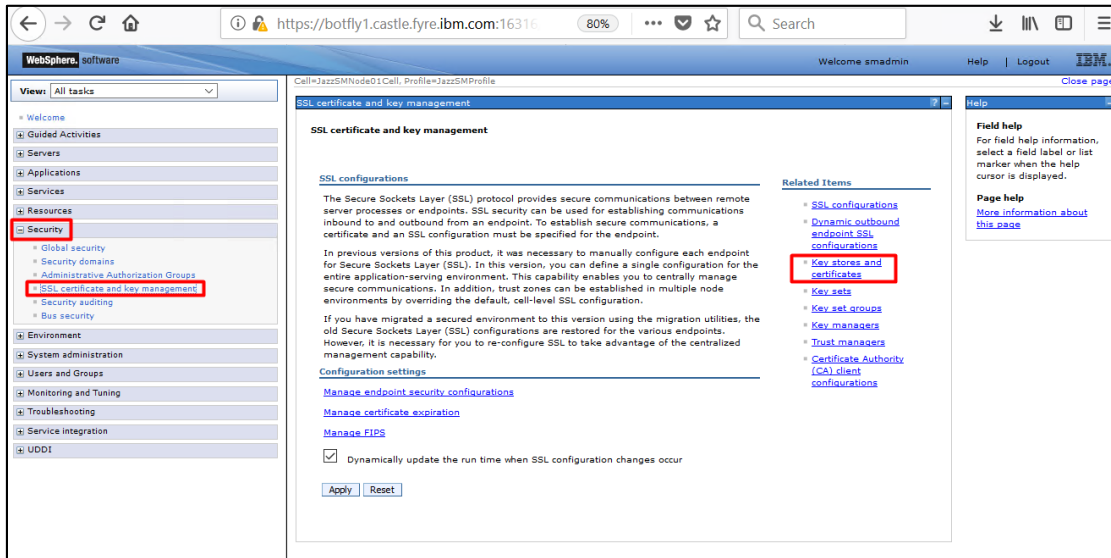 https://botfly1.castle.fyre.ibm.com:16316
80%
Search
WebSphere. software
Welcome smadmin
Help | Logout
IBM.
Cell=JazzSMNode01Cell, Profile=JazzSMProfile
Close page
View: All tasks
Welcome
Guided Activities
Servers
Applications
Services
Resources
Security
Global security
Security domains
Administrative Authorization Groups
SSL certificate and key management
Security auditing
Bus security
Environment
System administration
Users and Groups
Monitoring and Tuning
Troubleshooting
Service integration
UDDI
SSL certificate and key management
? -
SSL certificate and key management
SSL configurations
The Secure Sockets Layer (SSL) protocol provides secure communications between remote
server processes or endpoints. SSL security can be used for establishing communications
inbound to and outbound from an endpoint. To establish secure communications, a
certificate and an SSL configuration must be specified for the endpoint.
In previous versions of this product, it was necessary to manually configure each endpoint
for Secure Sockets Layer (SSL). In this version, you can define a single configuration for the
entire application-serving environment. This capability enables you to centrally manage
secure communications. In addition, trust zones can be established in multiple node
environments by overriding the default, cell-level SSL configuration.
If you have migrated a secured environment to this version using the migration utilities, the
old Secure Sockets Layer (SSL) configurations are restored for the various endpoints.
However, it is necessary for you to re-configure SSL to take advantage of the centralized
management capability.
Configuration settings
Manage endpoint security configurations
Manage certificate expiration
Manage FIPS
Dynamically update the run time when SSL configuration changes occur
Apply Reset
Related Items
SSL configurations
Dynamic outbound
endpoint SSL
configurations
Key stores and
certificates
Key sets
Key set groups
Key managers
Trust managers
Certificate Authority
(CA) client
configurations
Help
Field help
For field help information,
select a field label or list
marker when the help
cursor is displayed.
Page help
More information about
this page